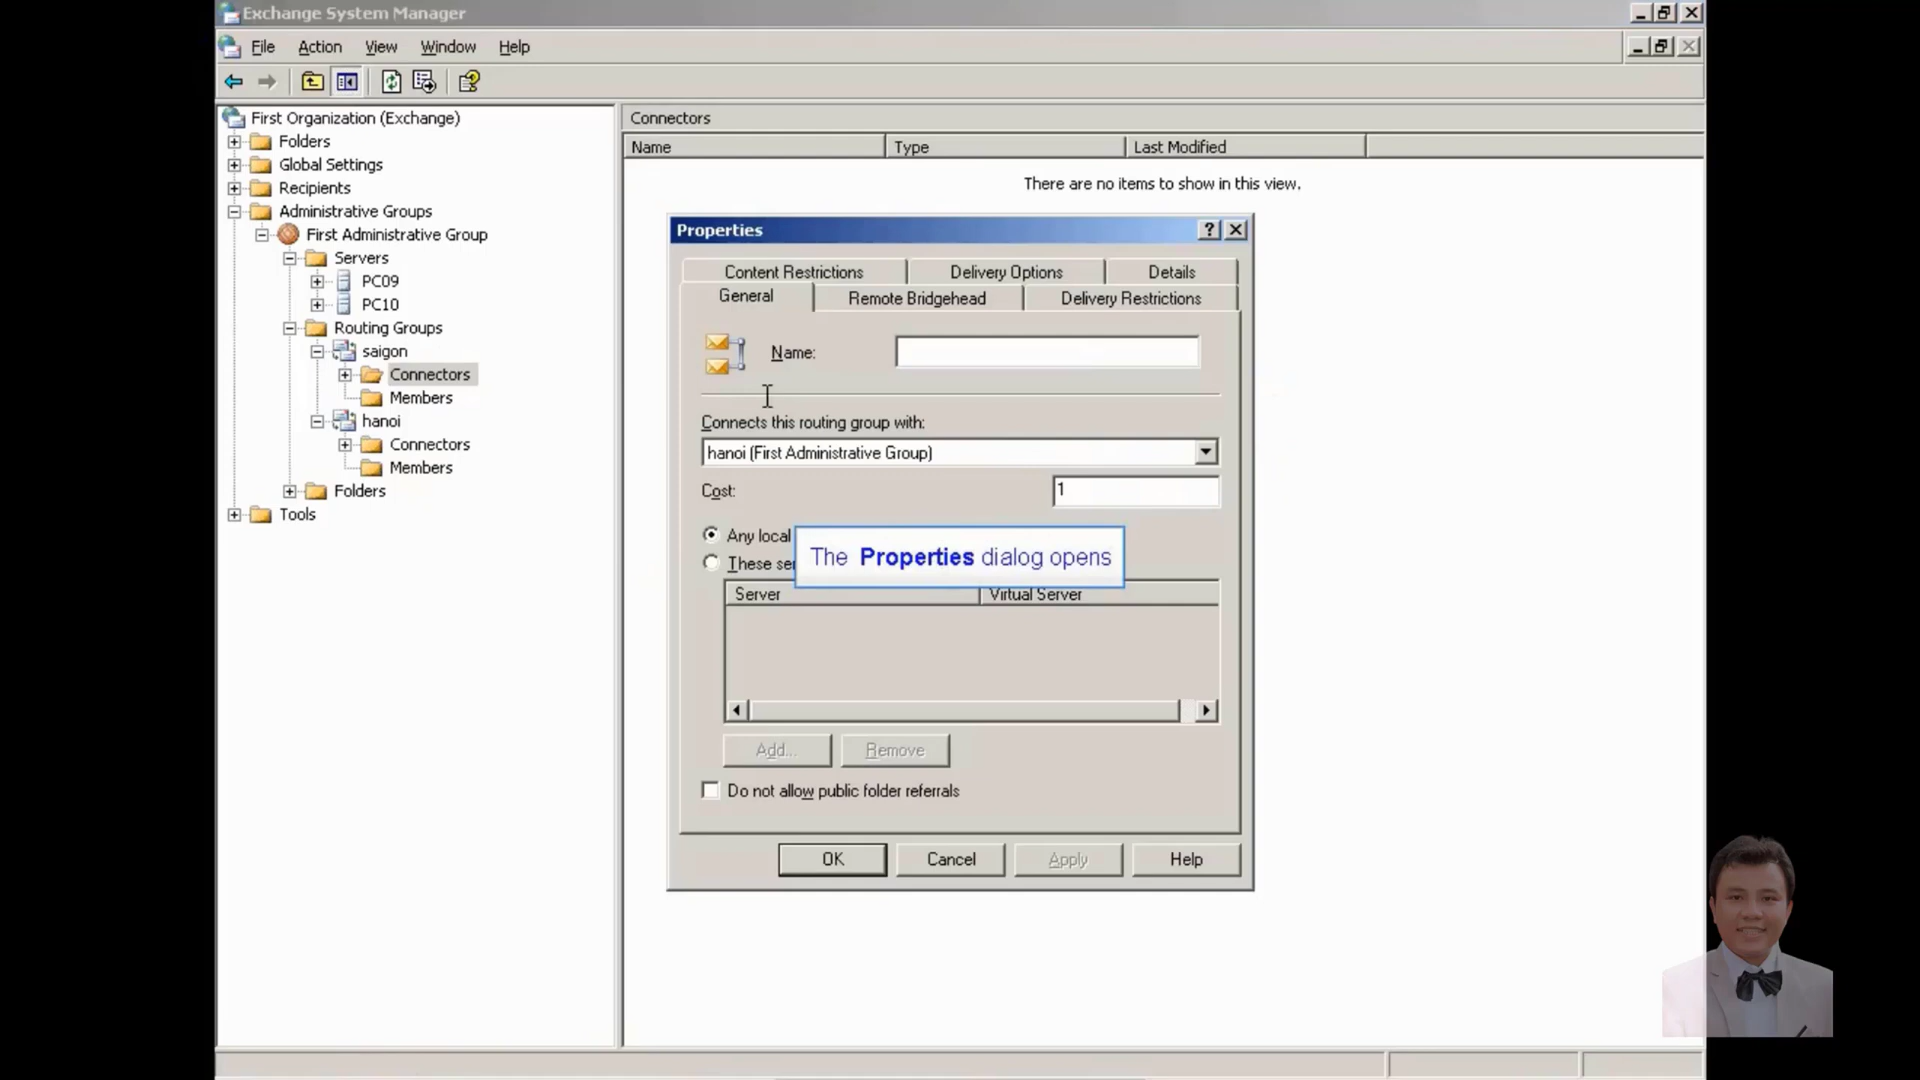 Exchange System Manager
File Action View Window Help
First Organization (Exchange)
Folders
Global Settings
Recipients
Administrative Groups
First Administrative Group
Servers
PC09
PC10
Routing Groups
saigon
Connectors
Members
hanoi
Connectors
Members
Folders
Tools
Connectors
Name Type Last Modified
There are no items to show in this view.
Properties
Content Restrictions Delivery Options Details
General Remote Bridgehead Delivery Restrictions
Name:
Connects this routing group with:
hanoi (First Administrative Group)
Cost: 1
Any local
These
The Properties dialog opens
Server Virtual Server
Add... Remove
Do not allow public folder referrals
OK Cancel Apply Help